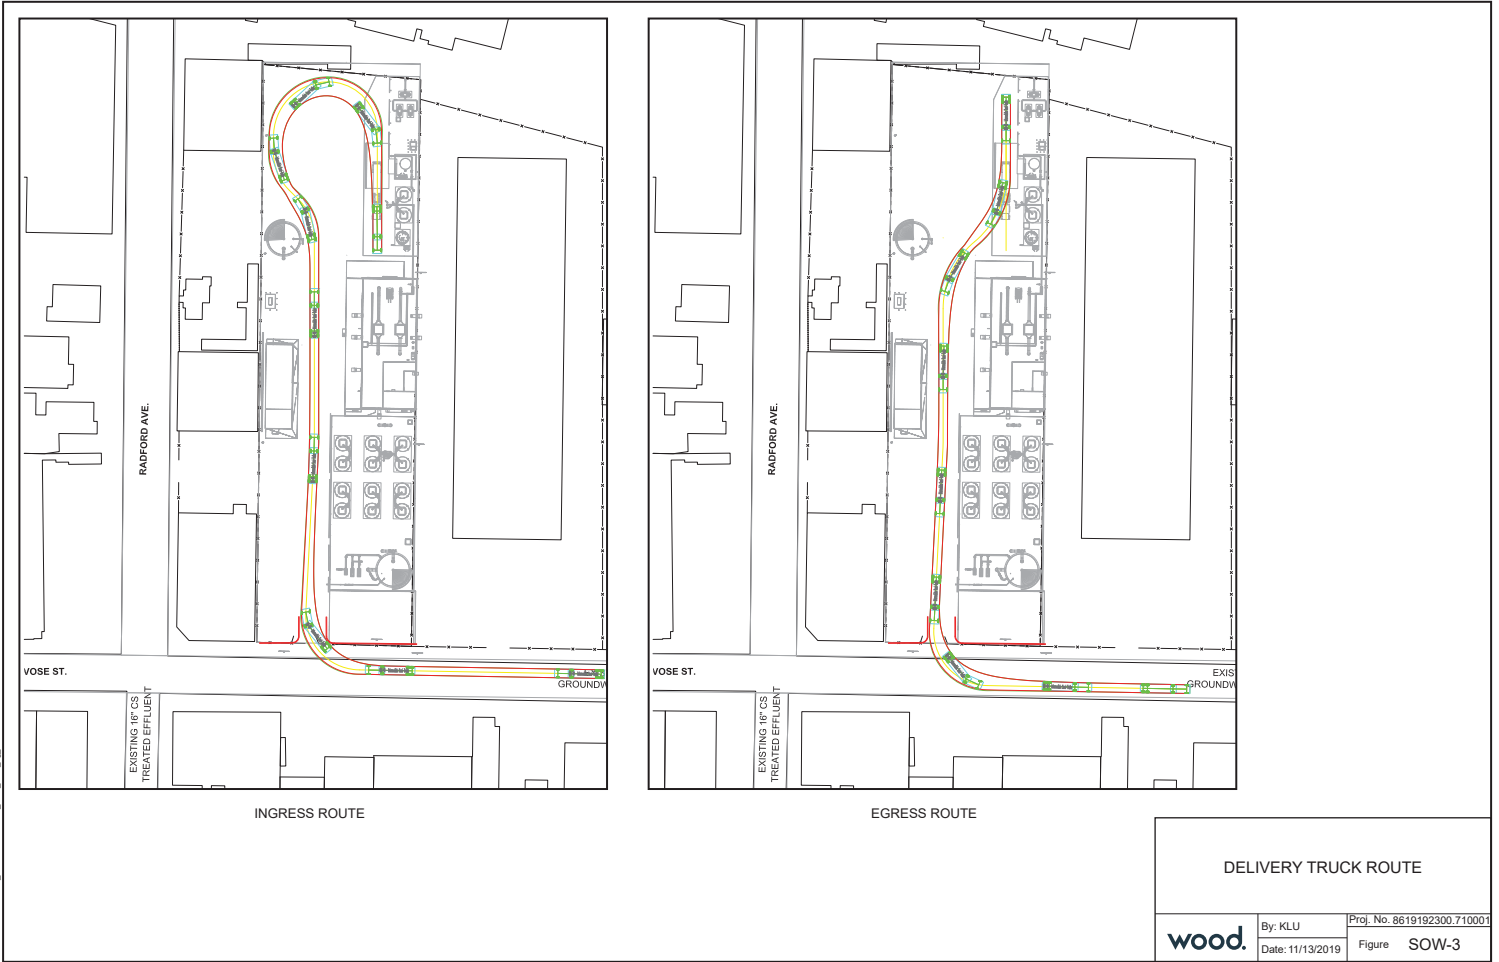 RADFORD AVE.
VOSE ST.
GROUNDW
EXISTING 16" CS
TREATED EFFLUENT
INGRESS ROUTE
RADFORD AVE.
VOSE ST.
EXIS
GROUNDW
EXISTING 16" CS
TREATED EFFLUENT
EGRESS ROUTE
DELIVERY TRUCK ROUTE
wood.
By: KLU
Date: 11/13/2019
Proj. No. 8619192300.710001
Figure SOW-3